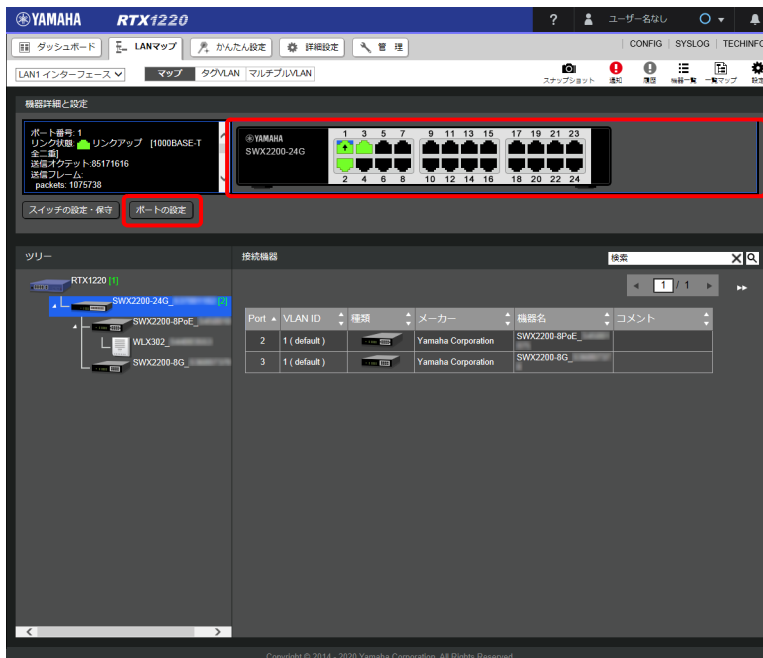 YAMAHA RTX1220 ? ユーザーなし
ダッシュボード LANマップ かんたん設定 詳細設定 管 理 CONFIG SYSLOG TECHINFO
LAN1 インターフェース マップ タグVLAN マルチプルVLAN スナップショット 通知 履歴 機器一覧 一覧マップ 設定
機器詳細と設定
ポート番号: 1
リンク状態: リンクアップ [1000BASE-T
全二重]
送信オクテット:85171616
送信フレーム:
packets: 1075738
YAMAHA
SWX2200-24G
1 3 5 7 9 11 13 15 17 19 21 23
2 4 6 8 10 12 14 16 18 20 22 24
スイッチの設定・保守 ポートの設定
ツリー 接続機器 検索
RTX1220 [1]
SWX2200-24G_ [2]
SWX2200-8PoE_
WLX302_
SWX2200-8G_
1 / 1
Port VLAN ID 種類 メーカー 機器名 コメント
2 1 ( default ) Yamaha Corporation SWX2200-8PoE_
3 1 ( default ) Yamaha Corporation SWX2200-8G_
Copyright © 2014 - 2020 Yamaha Corporation. All Rights Reserved.